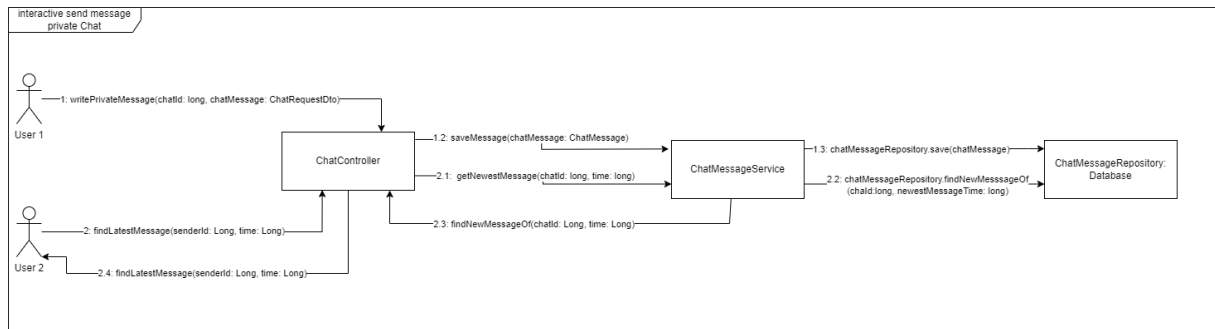 interactive send message
private Chat
1: writePrivateMessage(chatId: long, chatMessage: ChatRequestDto)
User 1
1.2: saveMessage(chatMessage: ChatMessage)
1.3: chatMessageRepository.save(chatMessage)
ChatController
ChatMessageService
ChatMessageRepository:
Database
2.1: getNewestMessage(chatId: long, time: long)
2.2: chatMessageRepository.findNewMesssageOf
(chaId:long, newestMessageTime: long)
2.3: findNewMessageOf(chatId: Long, time: Long)
2: findLatestMessage(senderId: Long, time: Long)
User 2
2.4: findLatestMessage(senderId: Long, time: Long)